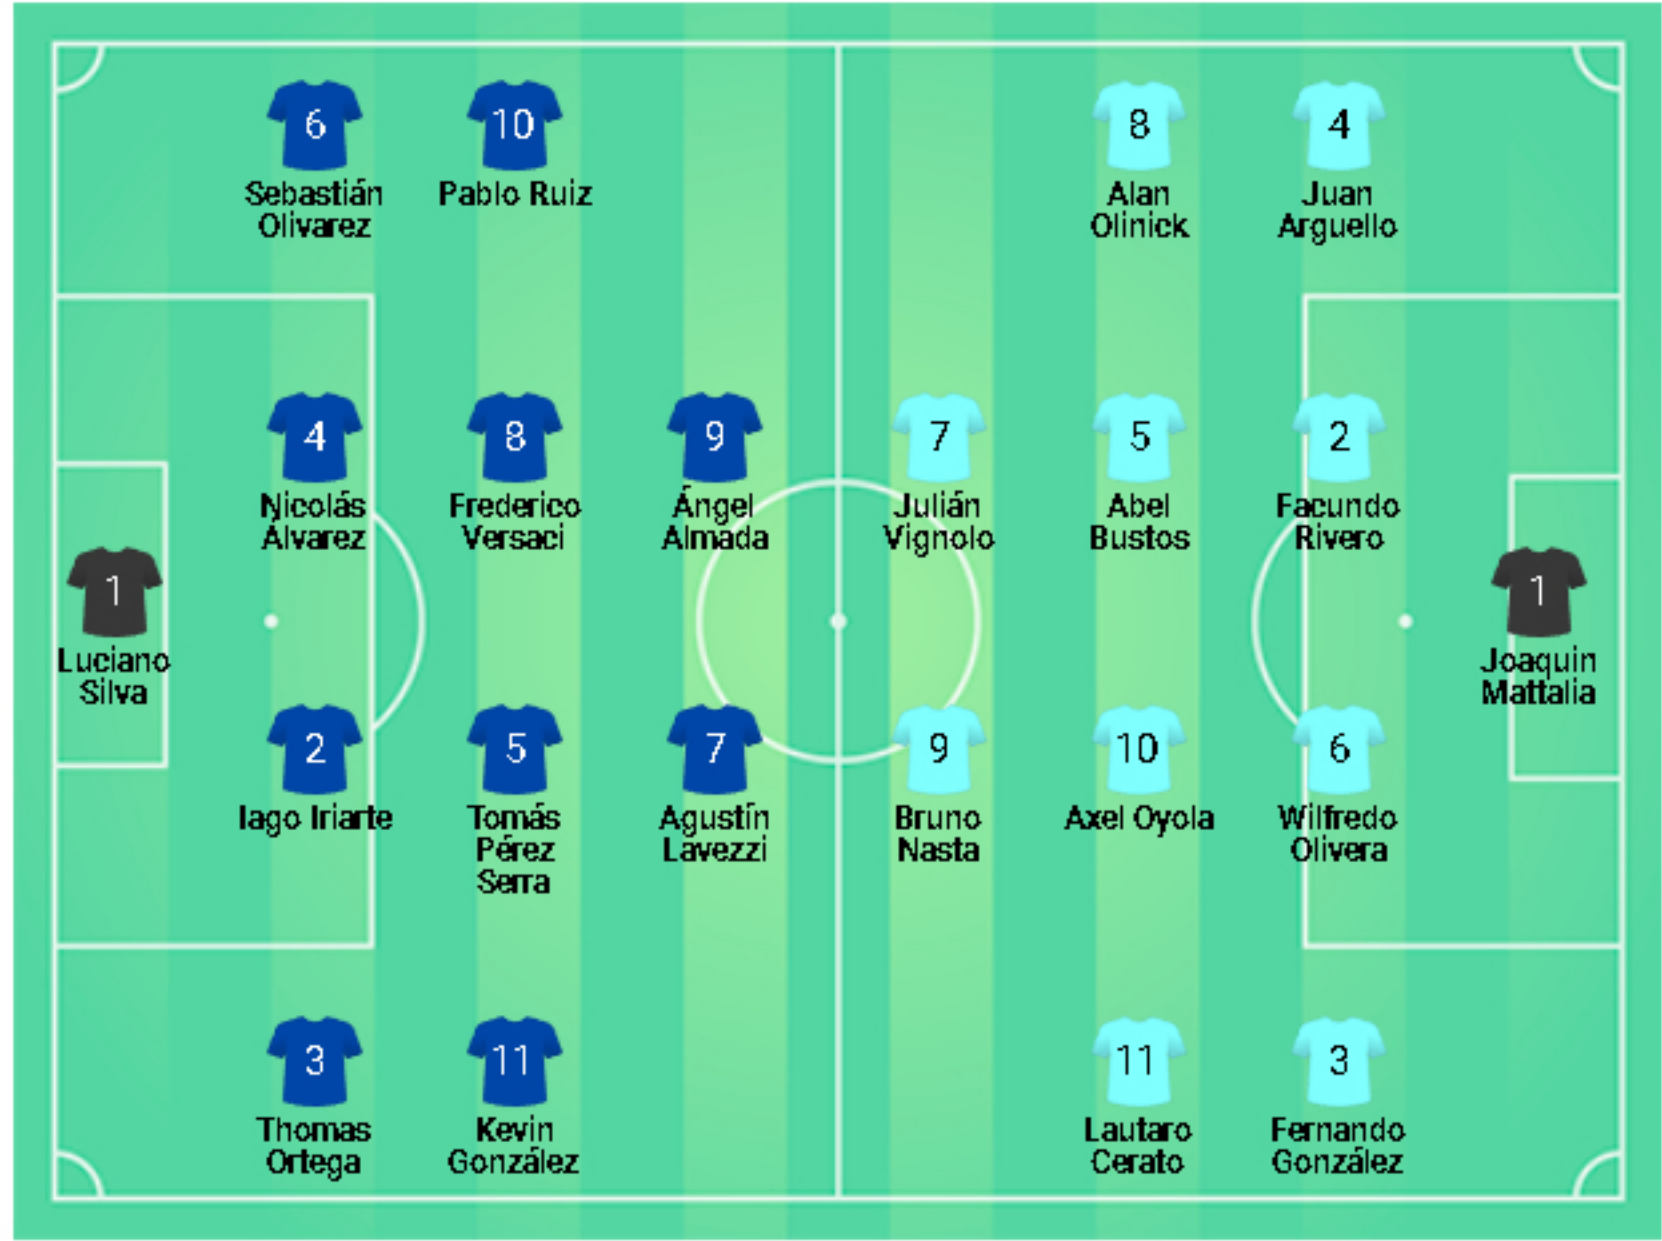 6
10
8
4
Sebastián
Olivarez
Pablo Ruiz
Alan
Olinick
Juan
Arguello
4
8
9
7
5
2
Nicolás
Álvarez
Frederico
Versaci
Ángel
Almada
Julián
Vignolo
Abel
Bustos
Facundo
Rivero
1
Luciano
Silva
1
Joaquin
Mattalia
2
5
7
9
10
6
Iago Iriarte
Tomás
Pérez
Serra
Agustín
Lavezzi
Bruno
Nasta
Axel Oyola
Wilfredo
Olivera
3
11
11
3
Thomas
Ortega
Kevin
González
Lautaro
Cerato
Fernando
González